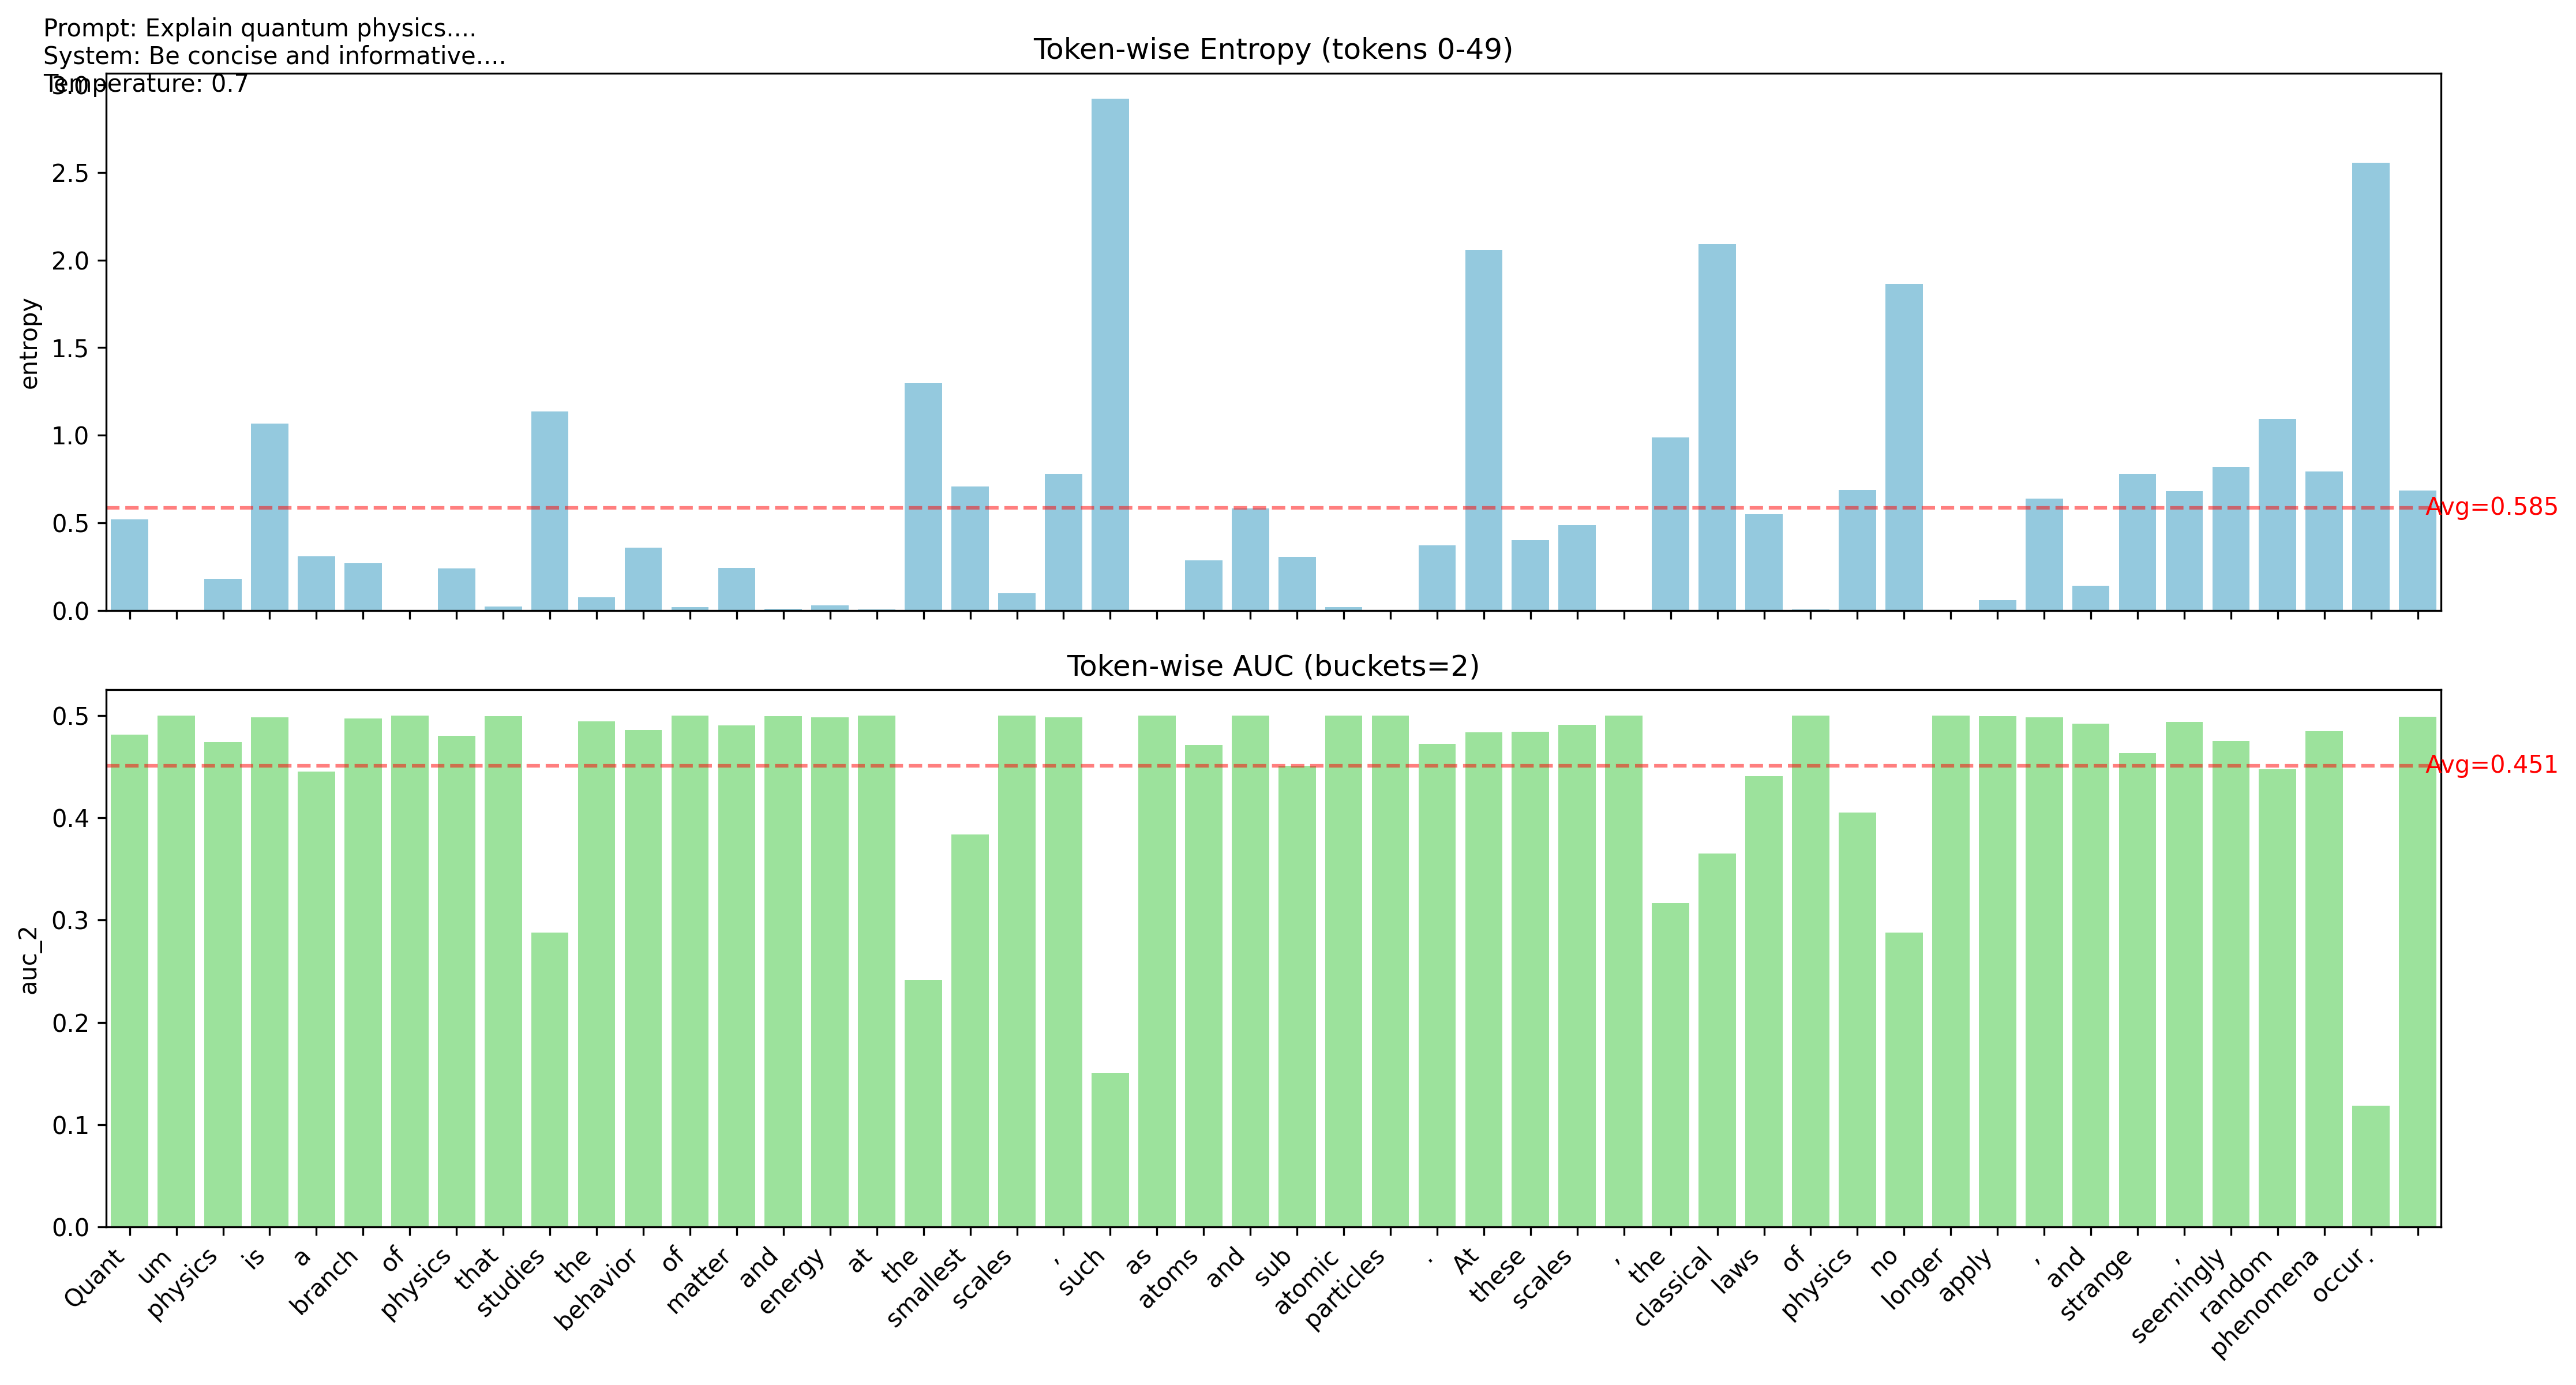 Prompt: Explain quantum physics....
System: Be concise and informative....
Temperature: 0.7
Token-wise Entropy (tokens 0-49)
entropy
3.0
2.5
2.0
1.5
1.0
0.5
0.0
Avg=0.585
Token-wise AUC (buckets=2)
auc_2
0.5
0.4
0.3
0.2
0.1
0.0
Avg=0.451
Quant
um
physics
is
a
branch
of
physics
that
studies
the
behavior
of
matter
and
energy
at
the
smallest
scales
,
such
as
atoms
and
sub
atomic
particles
.
At
these
scales
,
the
classical
laws
of
physics
no
longer
apply
,
and
strange
,
seemingly
random
phenomena
occur.